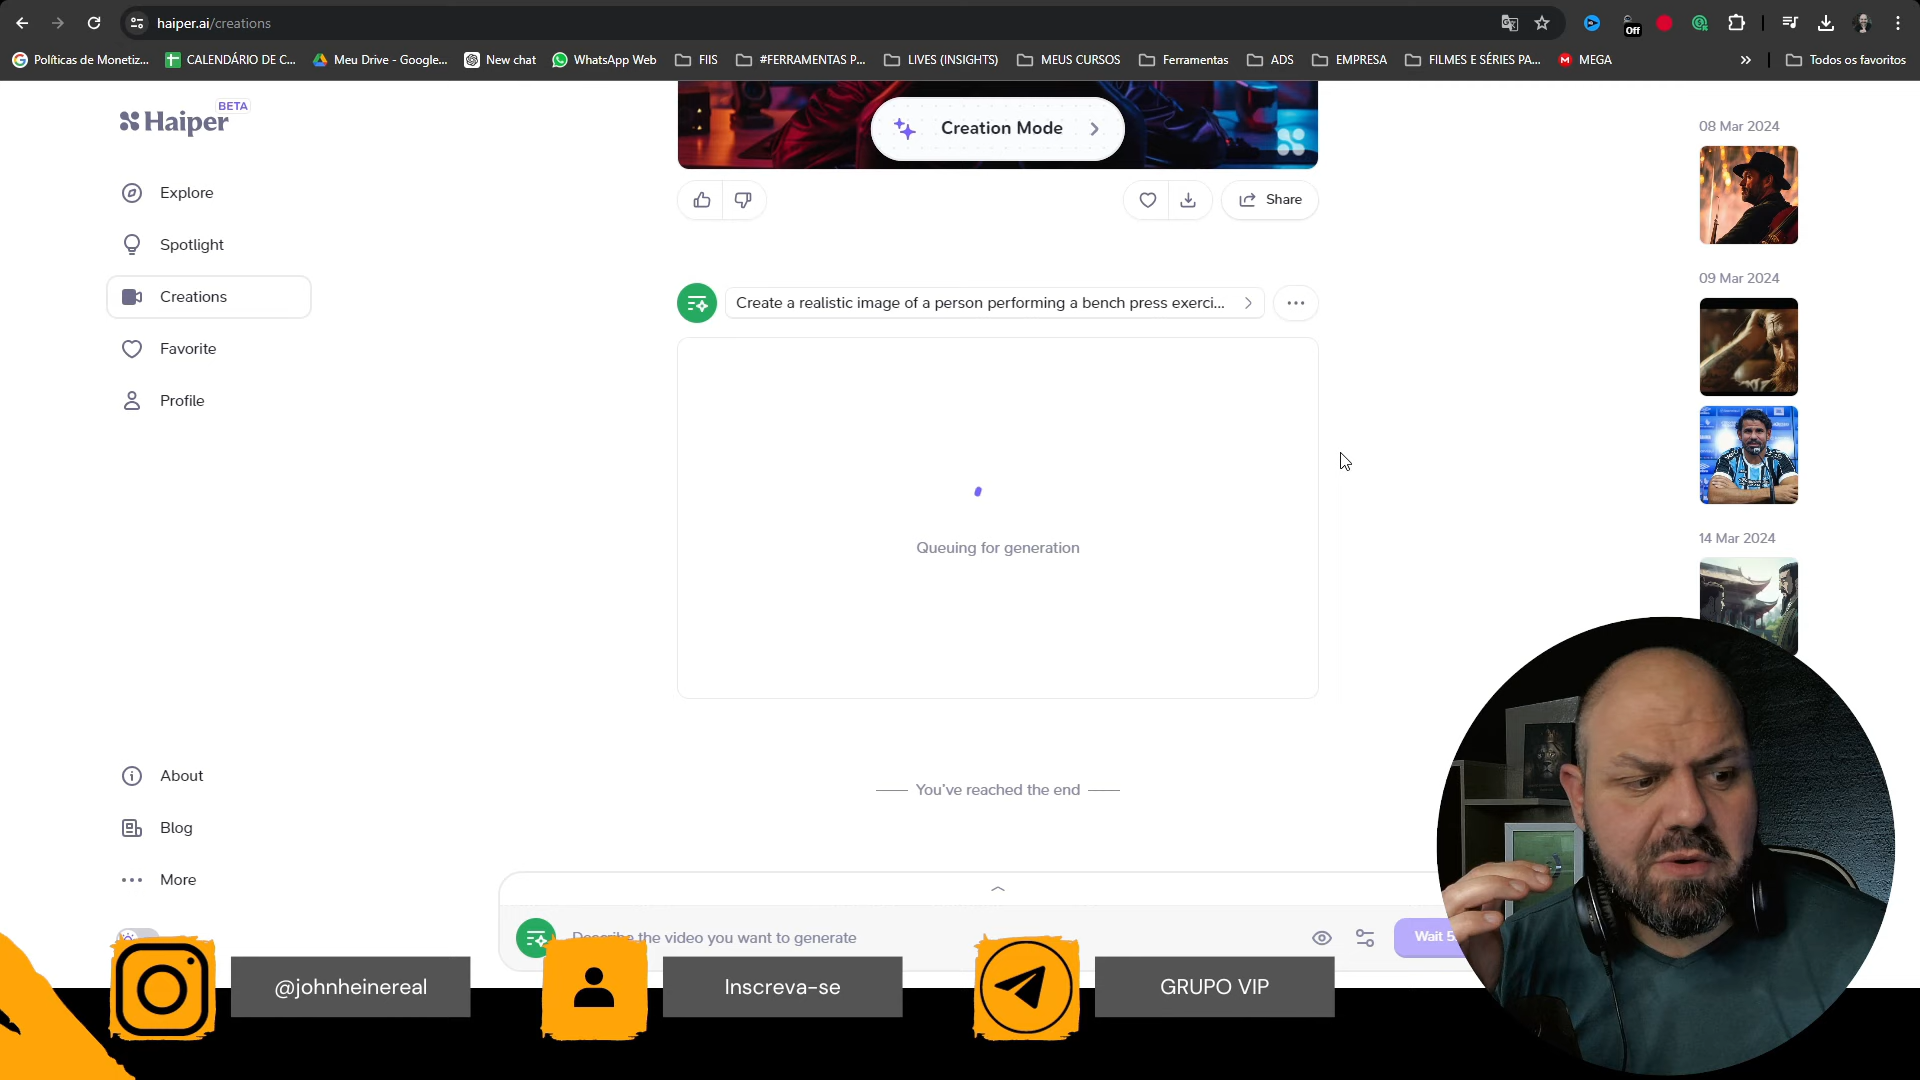 haiper.ai/creations
Off
Políticas de Monetiz...
CALENDÁRIO DE C...
Meu Drive - Google...
New chat
WhatsApp Web
FIIS
#FERRAMENTAS P...
LIVES (INSIGHTS)
MEUS CURSOS
Ferramentas
ADS
EMPRESA
FILMES E SÉRIES PA...
M MEGA
Todos os favoritos
BETA
Haiper
Explore
Spotlight
Creations
Favorite
Profile
About
Blog
More
Creation Mode
Share
Create a realistic image of a person performing a bench press exerci...
Queuing for generation
You've reached the end
Describe the video you want to generate
Wait 5
08 Mar 2024
09 Mar 2024
14 Mar 2024
@johnheinereal
Inscreva-se
GRUPO VIP